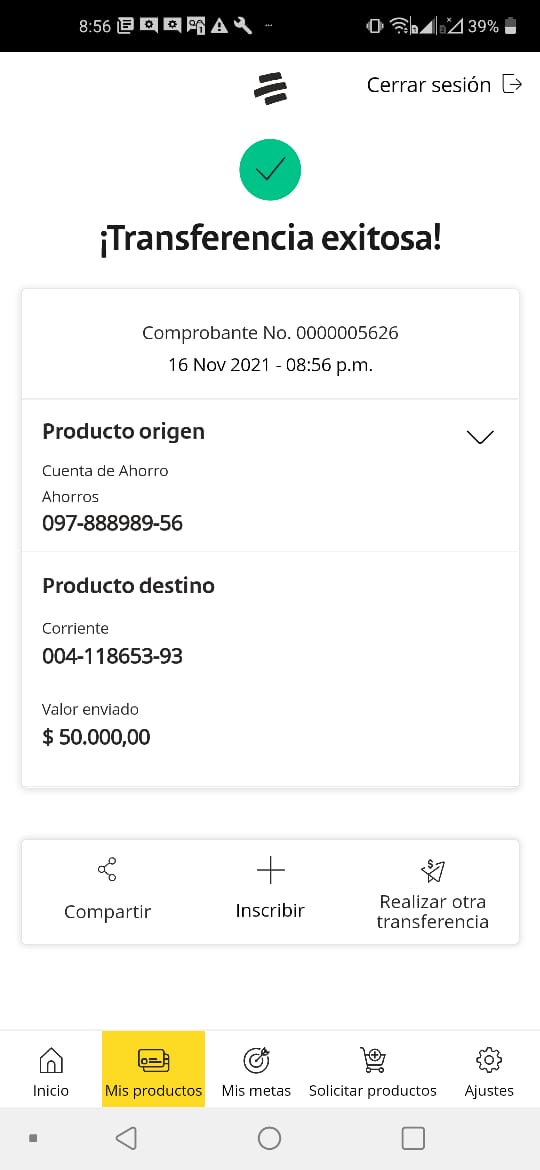 8:56
39%
Cerrar sesión
¡Transferencia exitosa!
Comprobante No. 0000005626
16 Nov 2021 - 08:56 p.m.
Producto origen
Cuenta de Ahorro
Ahorros
097-888989-56
Producto destino
Corriente
004-118653-93
Valor enviado
$ 50.000,00
Compartir
Inscribir
Realizar otra
transferencia
Inicio
Mis productos
Mis metas
Solicitar productos
Ajustes